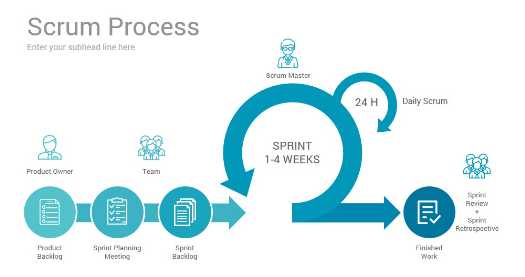 Scrum Process
Enter your subhead line here
Scrum Master
24 H
Daily Scrum
SPRINT
1-4 WEEKS
Product Owner
Team
Product
Backlog
Sprint Planning
Meeting
Sprint
Backlog
Finished
Work
Sprint
Review
+
Sprint
Retrospective